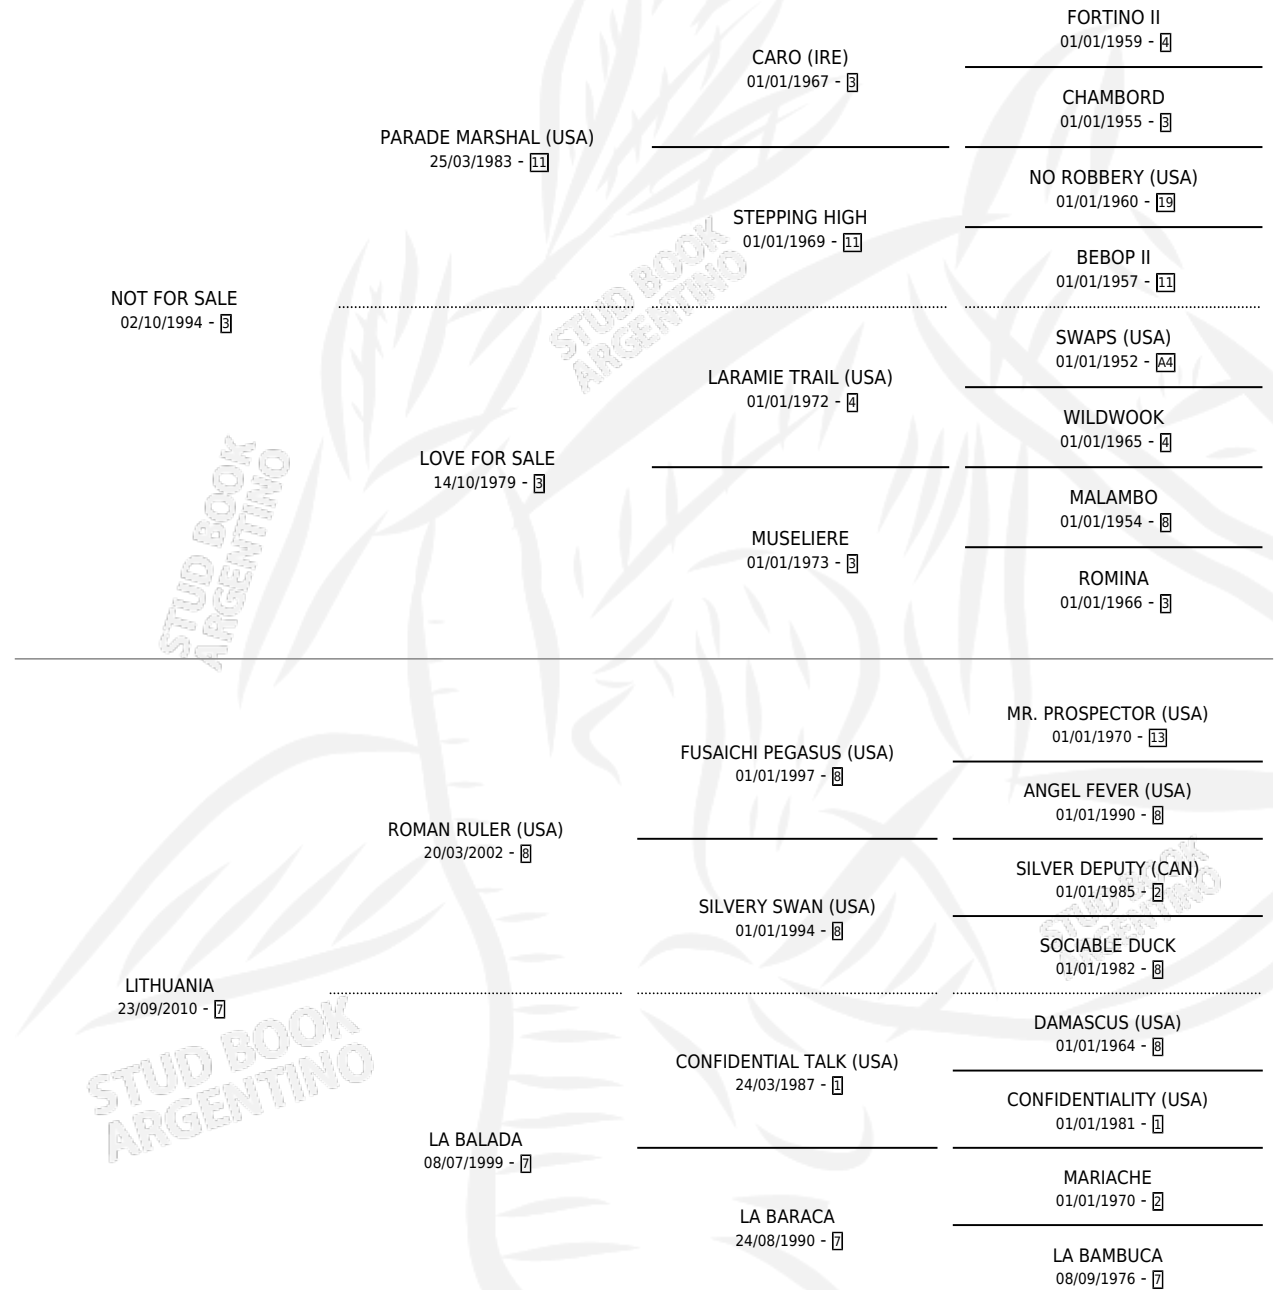 FORTINO II
01/01/1959 - 4
CARO (IRE)
01/01/1967 - 3
CHAMBORD
01/01/1955 - 3
PARADE MARSHAL (USA)
25/03/1983 - 11
NO ROBBERY (USA)
01/01/1960 - 19
STEPPING HIGH
01/01/1969 - 11
BEBOP II
01/01/1957 - 11
NOT FOR SALE
02/10/1994 - 3
STUD BOOK
ARGENTINO
SWAPS (USA)
01/01/1952 - A4
LARAMIE TRAIL (USA)
01/01/1972 - 4
WILDWOOK
01/01/1965 - 4
LOVE FOR SALE
14/10/1979 - 3
MALAMBO
01/01/1954 - 8
MUSELIERE
01/01/1973 - 3
ROMINA
01/01/1966 - 3
STUD BOOK
ARGENTINO
MR. PROSPECTOR (USA)
01/01/1970 - 13
FUSAICHI PEGASUS (USA)
01/01/1997 - 8
ANGEL FEVER (USA)
01/01/1990 - 8
ROMAN RULER (USA)
20/03/2002 - 8
SILVER DEPUTY (CAN)
01/01/1985 - 2
SILVERY SWAN (USA)
01/01/1994 - 8
SOCIABLE DUCK
01/01/1982 - 8
STUD BOOK
ARGENTINO
LITHUANIA
23/09/2010 - 7
STUD BOOK
ARGENTINO
DAMASCUS (USA)
01/01/1964 - 8
CONFIDENTIAL TALK (USA)
24/03/1987 - 1
CONFIDENTIALITY (USA)
01/01/1981 - 1
LA BALADA
08/07/1999 - 7
MARIACHE
01/01/1970 - 2
LA BARACA
24/08/1990 - 7
LA BAMBUCA
08/09/1976 - 7